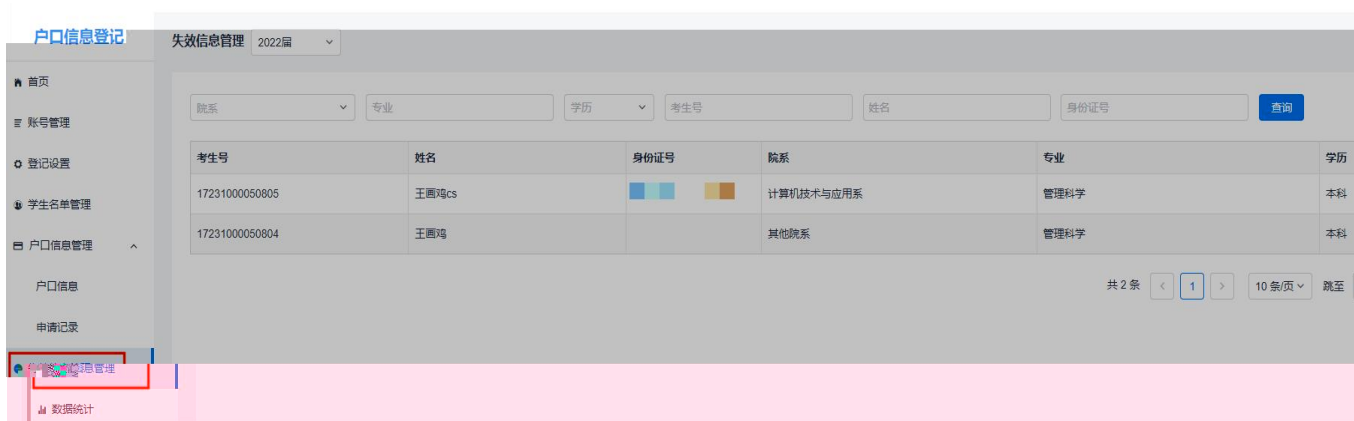 户口信息登记
失效信息管理 2022届
首页
账号管理
登记设置
学生名单管理
户口信息管理
户口信息
申请记录
息管理
数据统计
院系 专业 学历 考生号 姓名 身份证号 查询
考生号 姓名 身份证号 院系 专业 学历
17231000050805 王画鸡cs 计算机技术与应用系 管理科学 本科
17231000050804 王画鸡 其他院系 管理科学 本科
共 2 条 < 1 > 10 条/页 跳至